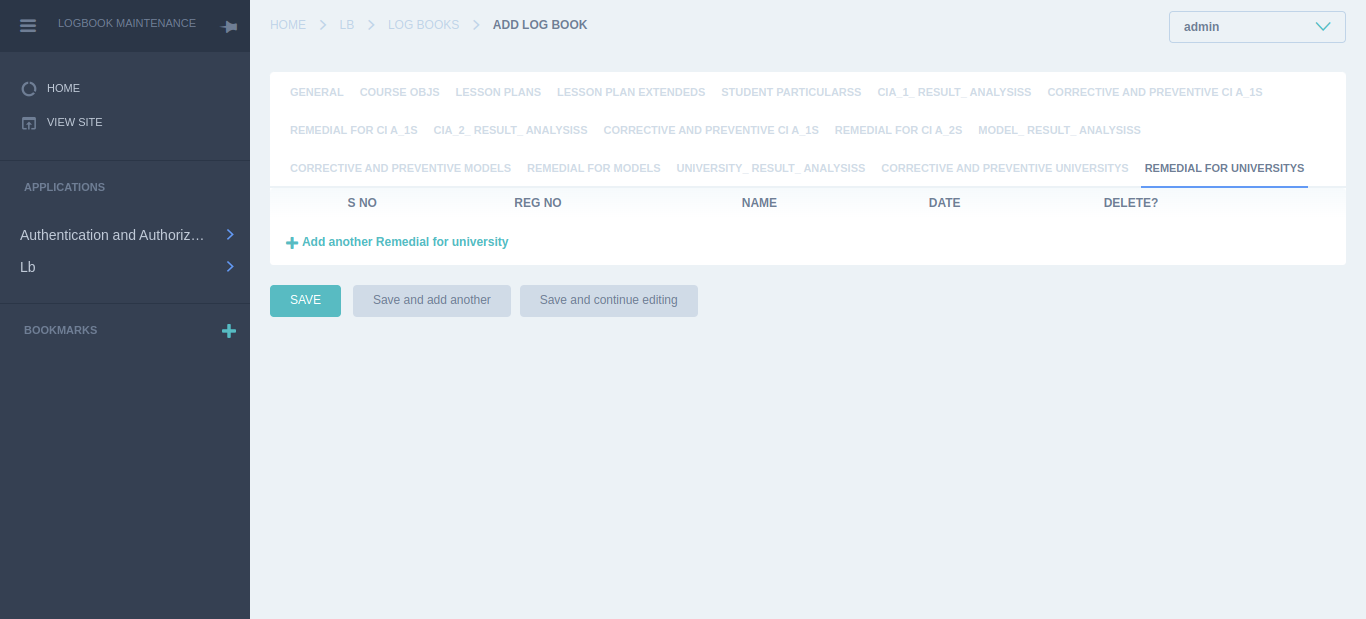 LOGBOOK MAINTENANCE
HOME
VIEW SITE
APPLICATIONS
Authentication and Authoriz…
Lb
BOOKMARKS
HOME LB LOG BOOKS ADD LOG BOOK
admin
GENERAL COURSE OBJS LESSON PLANS LESSON PLAN EXTENDEDS STUDENT PARTICULARSS CIA_1_ RESULT_ ANALYSISS CORRECTIVE AND PREVENTIVE CI A_1S
REMEDIAL FOR CI A_1S CIA_2_ RESULT_ ANALYSISS CORRECTIVE AND PREVENTIVE CI A_1S REMEDIAL FOR CI A_2S MODEL_ RESULT_ ANALYSISS
CORRECTIVE AND PREVENTIVE MODELS REMEDIAL FOR MODELS UNIVERSITY_ RESULT_ ANALYSISS CORRECTIVE AND PREVENTIVE UNIVERSITYS REMEDIAL FOR UNIVERSITYS
S NO REG NO NAME DATE DELETE?
Add another Remedial for university
SAVE Save and add another Save and continue editing